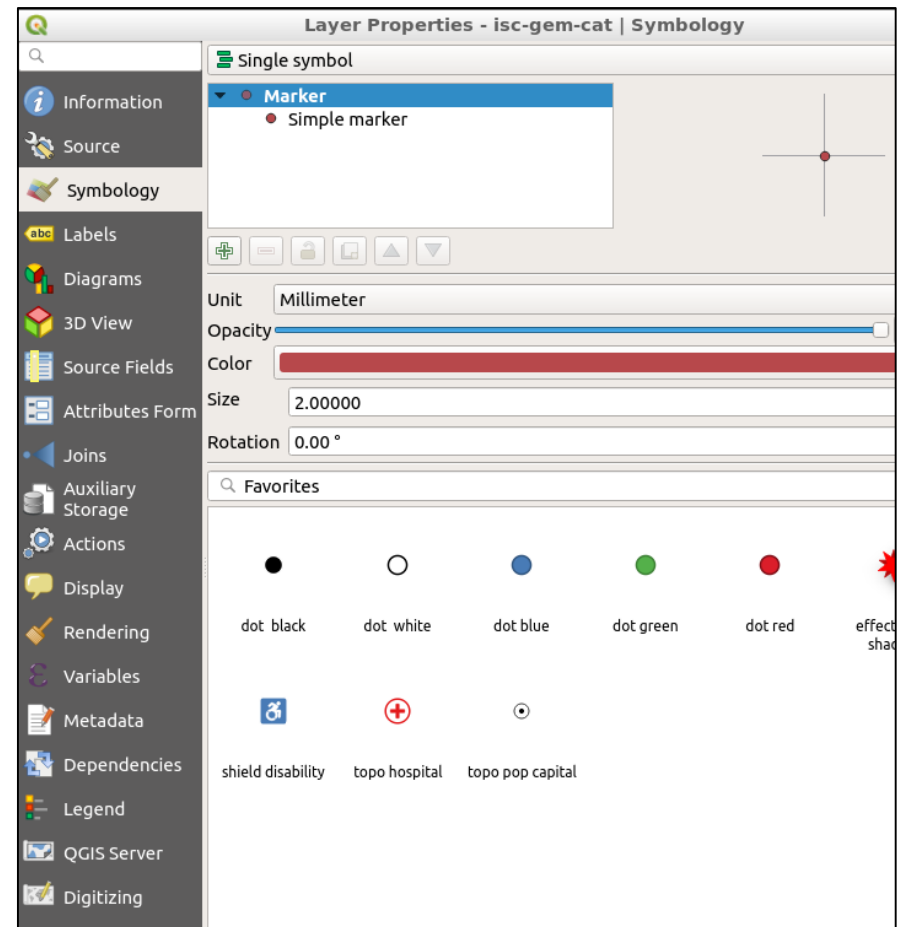 Layer Properties - isc-gem-cat | Symbology
Single symbol
Information
Source
Symbology
abc Labels
Diagrams
3D View
Source Fields
Attributes Form
Joins
Auxiliary
Storage
Actions
Display
Rendering
Variables
Metadata
Dependencies
Legend
QGIS Server
Digitizing
Marker
Simple marker
Unit Millimeter
Opacity
Color
Size 2.00000
Rotation 0.00 °
Favorites
dot black dot white dot blue dot green dot red effect
shad
shield disability topo hospital topo pop capital